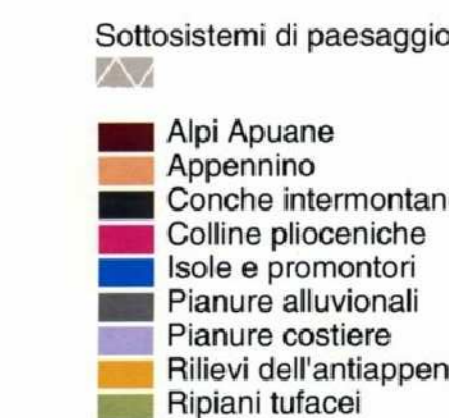 Sottosistemi di paesaggio
Alpi Apuane
Appennino
Conche intermontan
Colline plioceniche
Isole e promontori
Pianure alluvionali
Pianure costiere
Rilievi dell'antiappen
Ripiani tufacei